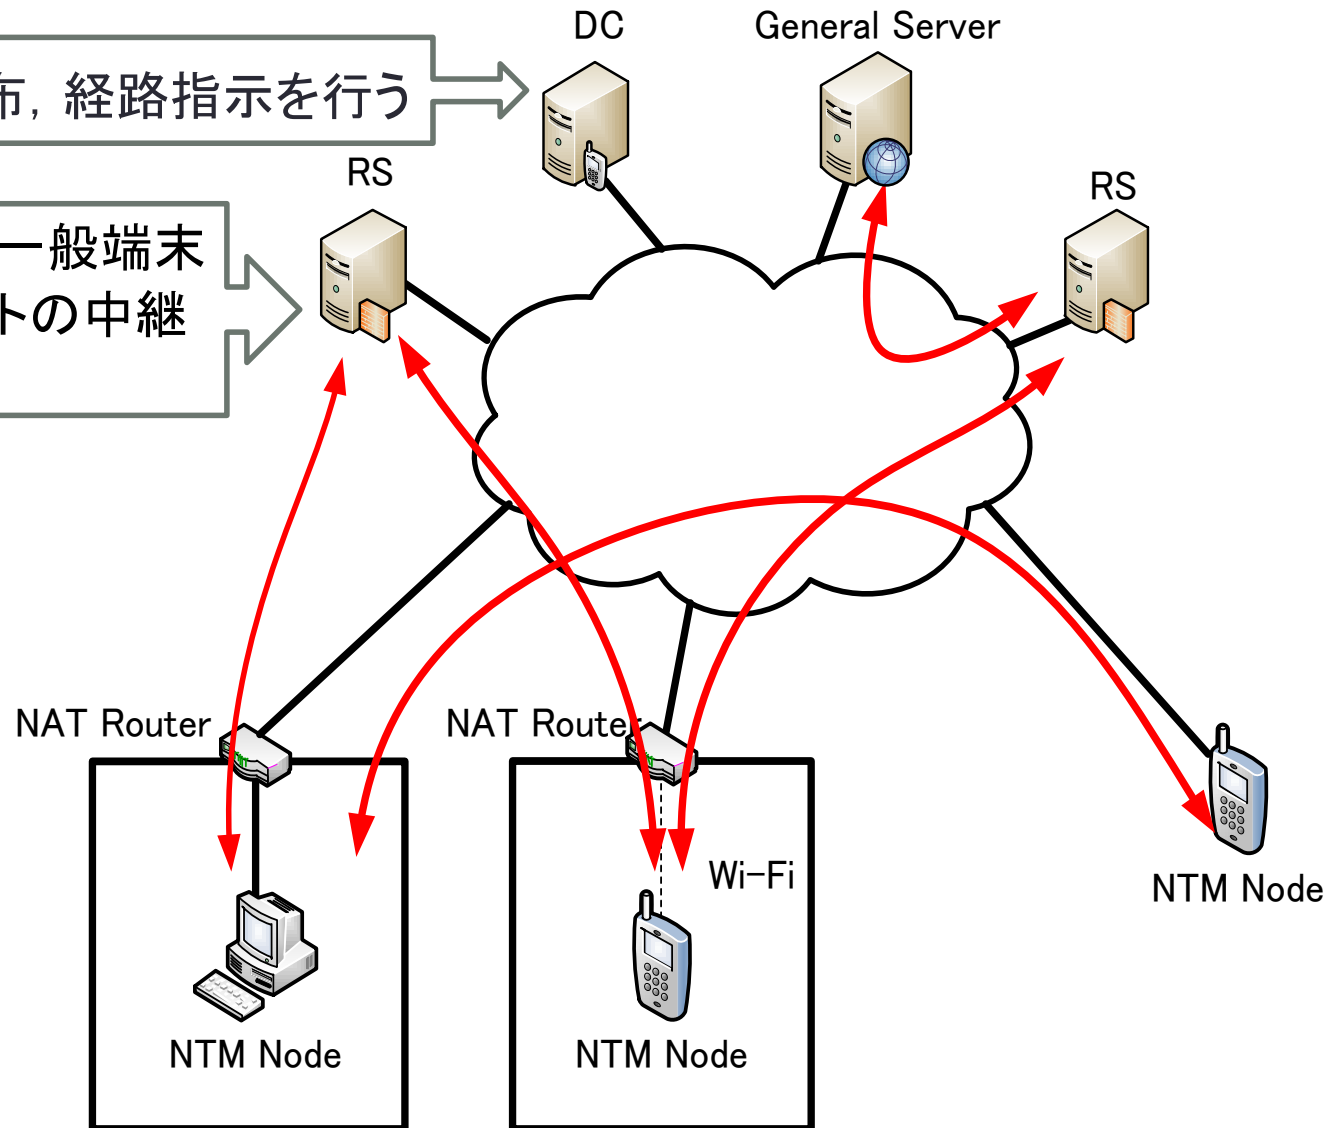 DC
General Server
布，経路指示を行う
RS
RS
一般端末
トの中継
NAT Router
NAT Router
Wi-Fi
NTM Node
NTM Node
NTM Node